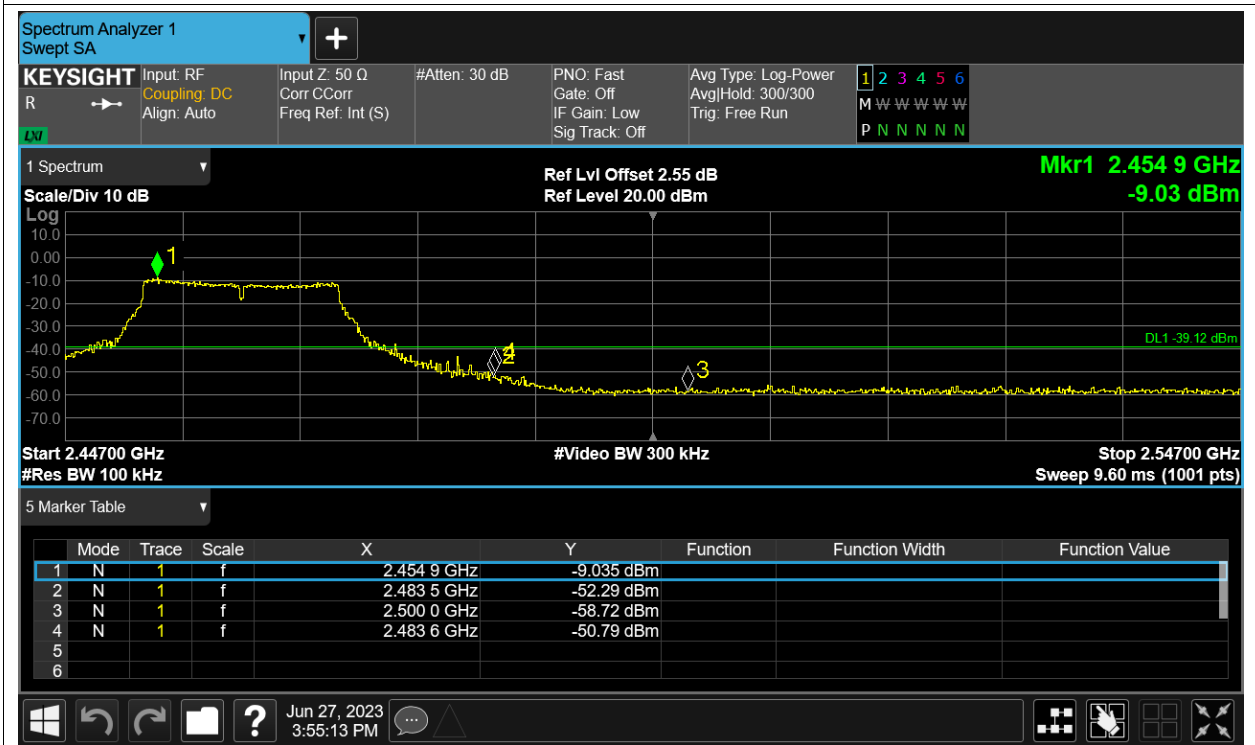 Spectrum Analyzer 1
Swept SA
+
KEYSIGHT Input: RF Input Z: 50 Ω #Atten: 30 dB PNO: Fast Avg Type: Log-Power 1 2 3 4 5 6
R Coupling: DC Corr CCorr Gate: Off Avg|Hold: 300/300 M W W W W W W
Align: Auto Freq Ref: Int (S) IF Gain: Low Trig: Free Run
LXI Sig Track: Off P N N N N N N
1 Spectrum Ref Lvl Offset 2.55 dB Mkr1 2.454 9 GHz
Scale/Div 10 dB Ref Level 20.00 dBm -9.03 dBm
Log
10.0
0.00 1
-10.0
-20.0
-30.0
DL1 -39.12 dBm
-40.0 4 2
-50.0 3
-60.0
-70.0
Start 2.44700 GHz #Video BW 300 kHz Stop 2.54700 GHz
#Res BW 100 kHz Sweep 9.60 ms (1001 pts)
5 Marker Table
Mode Trace Scale X Y Function Function Width Function Value
1 N 1 f 2.454 9 GHz -9.035 dBm
2 N 1 f 2.483 5 GHz -52.29 dBm
3 N 1 f 2.500 0 GHz -58.72 dBm
4 N 1 f 2.483 6 GHz -50.79 dBm
5
6
? Jun 27, 2023
3:55:13 PM